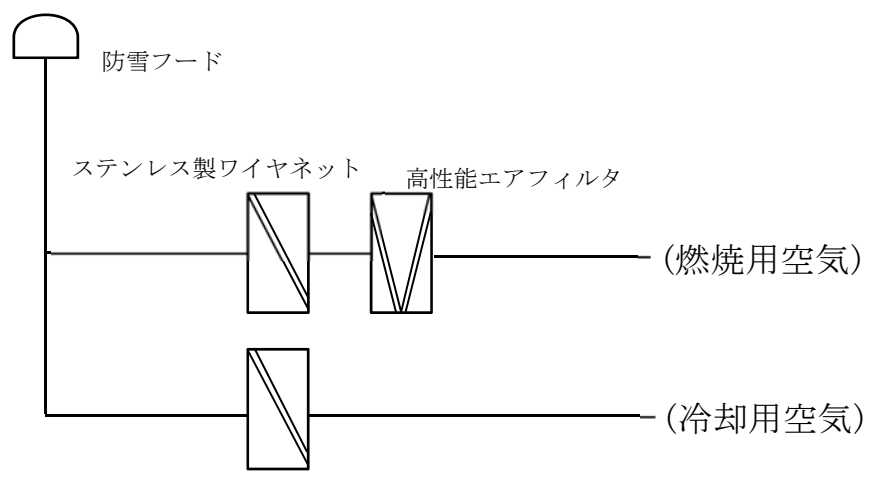 防雪フード
ステンレス製ワイヤネット
高性能エアフィルタ
(燃焼用空気)
(冷却用空気)